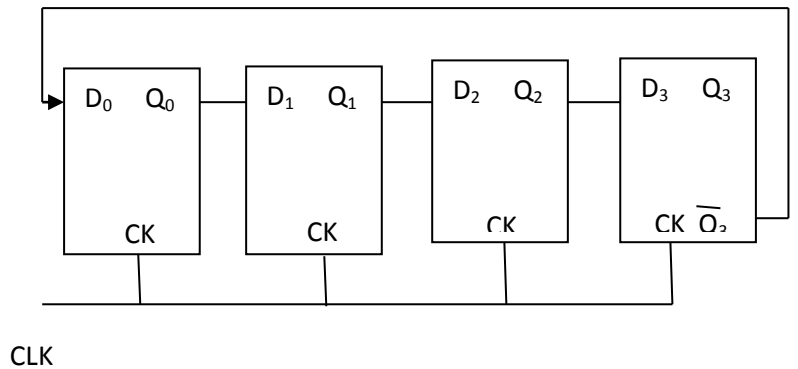 D₀ Q₀ D₁ Q₁ D₂ Q₂ D₃ Q₃
CK CK CK CK Q̅₃
CLK